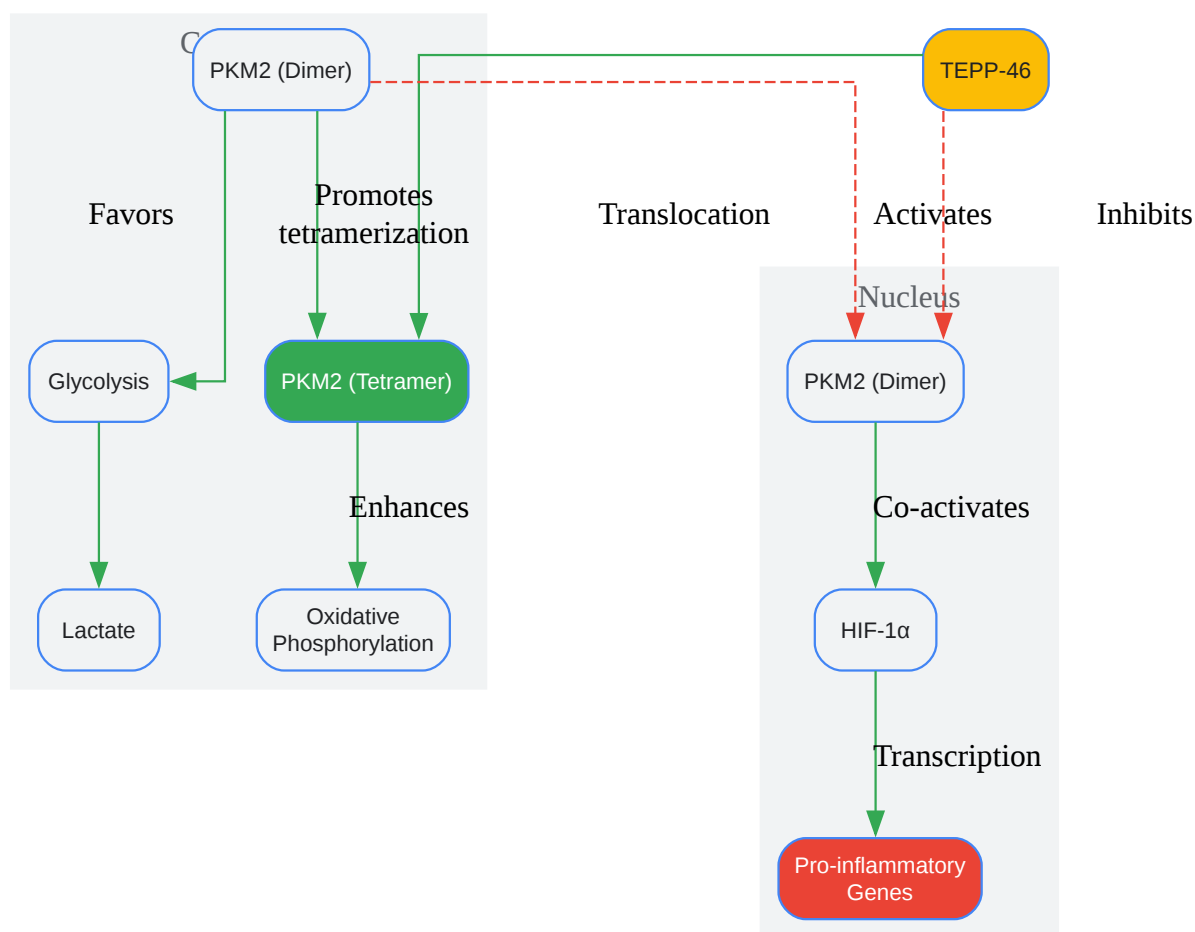 PKM2 (Dimer)
TEPP-46
Favors
Promotes
tetramerization
Translocation
Activates
Inhibits
Nucleus
Glycolysis
PKM2 (Tetramer)
PKM2 (Dimer)
Enhances
Co-activates
Lactate
Oxidative
Phosphorylation
HIF-1α
Transcription
Pro-inflammatory
Genes